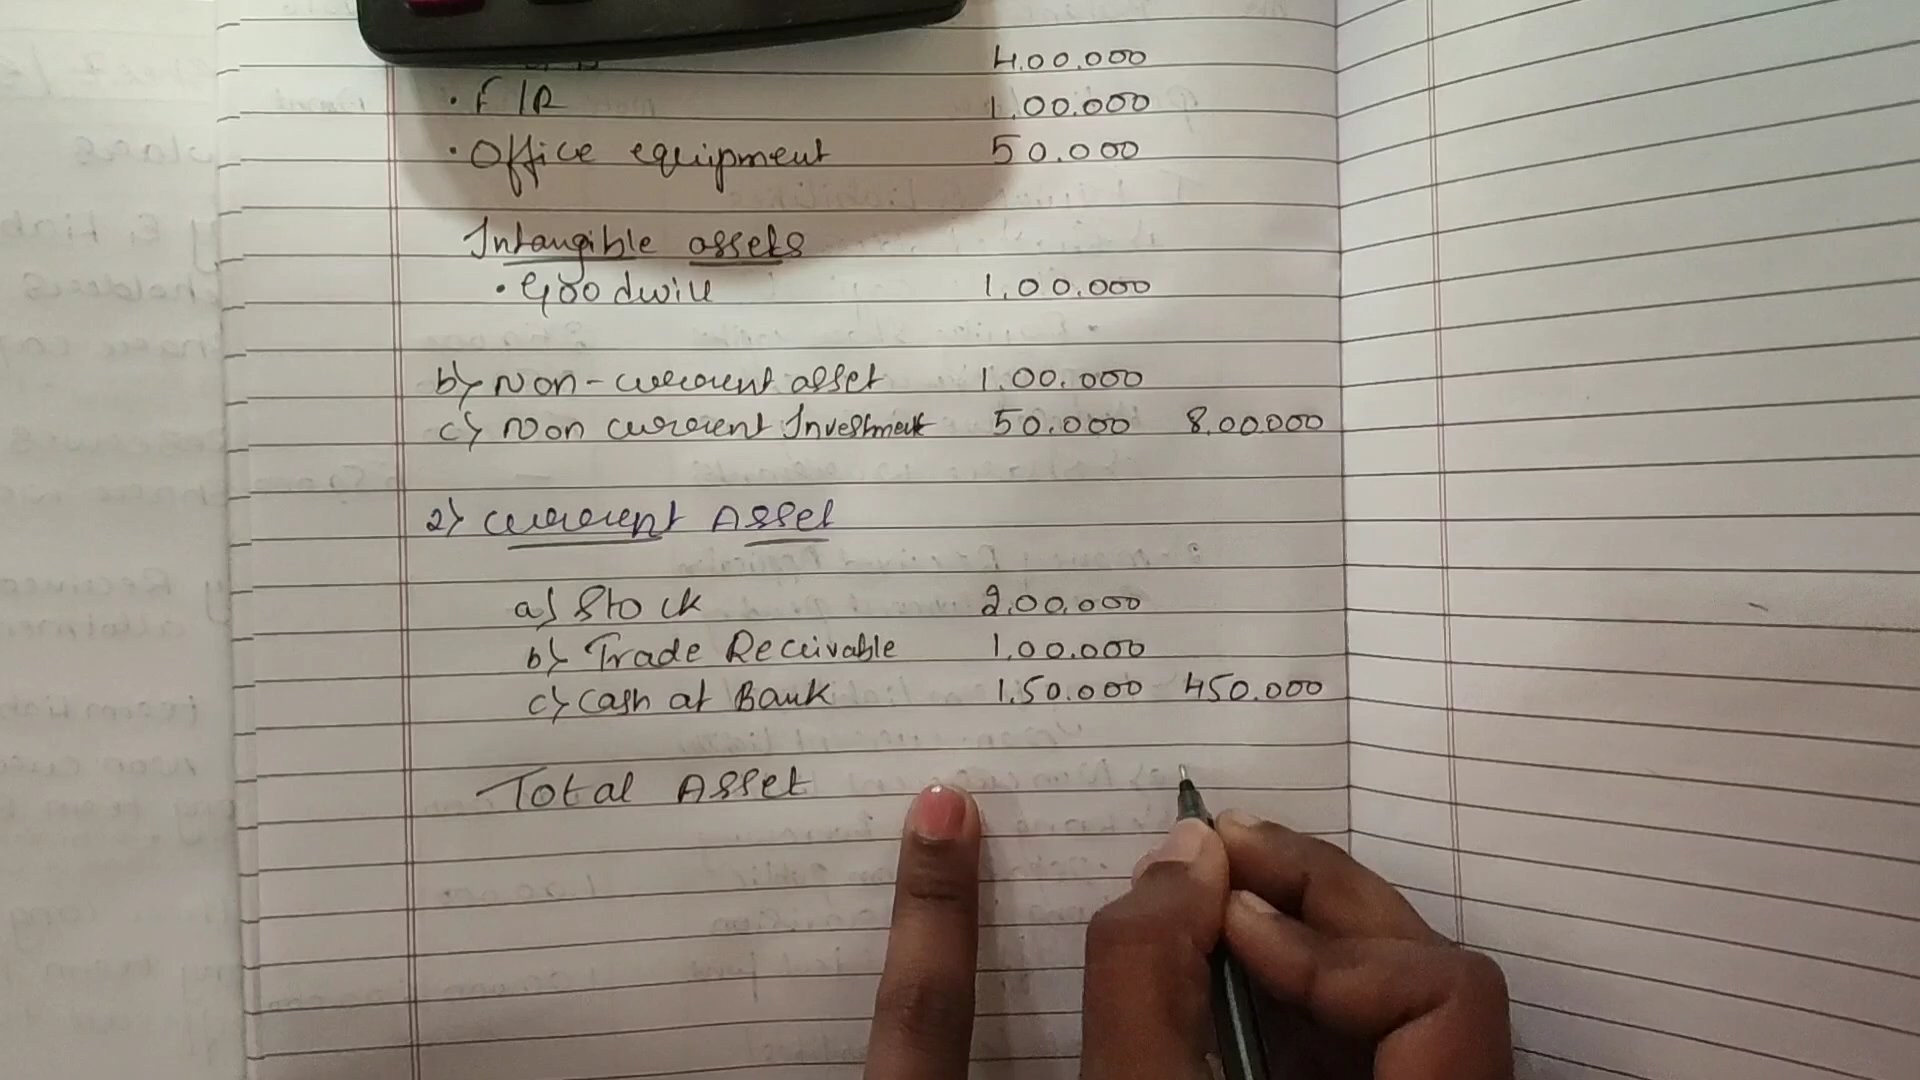 4,00,000
· F/R 1,00,000
· Office equipment 50,000
Intangible assets
· Goodwill 1,00,000
b) Non-current asset 1,00,000
c) Non current Investment 50,000 8,00,000
2) Current Asset
a) Stock 2,00,000
b) Trade Receivable 1,00,000
c) Cash at Bank 1,50,000 450,000
Total Asset